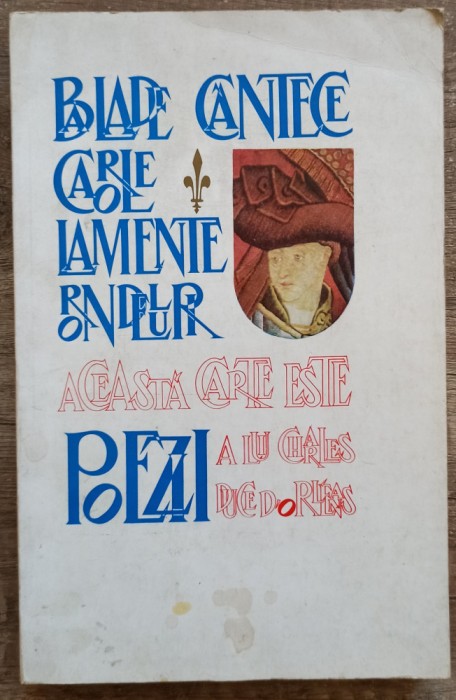 BALADE CÂNTECE
CAROLE
LAMENTE
RONDELURI
ACEASTĂ CARTE ESTE
POEZII A LUI CHARLES
DUCE D'ORLÉANS